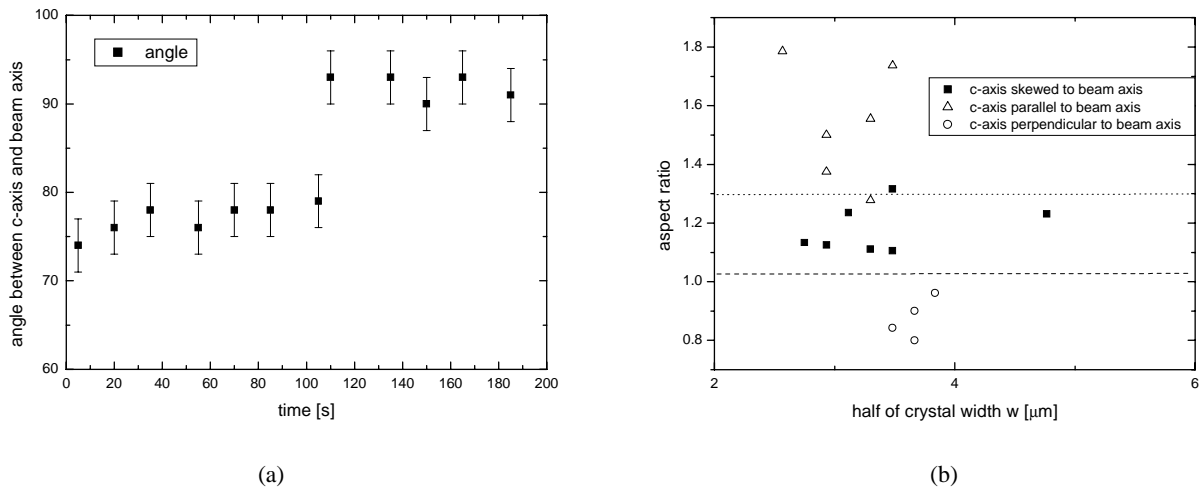 angle between c-axis and beam axis
100
90
80
70
60
angle
0 20 40 60 80 100 120 140 160 180 200
time [s]
(a)
aspect ratio
1.8
1.6
1.4
1.2
1.0
0.8
c-axis skewed to beam axis
c-axis parallel to beam axis
c-axis perpendicular to beam axis
2 4 6
half of crystal width w [μm]
(b)